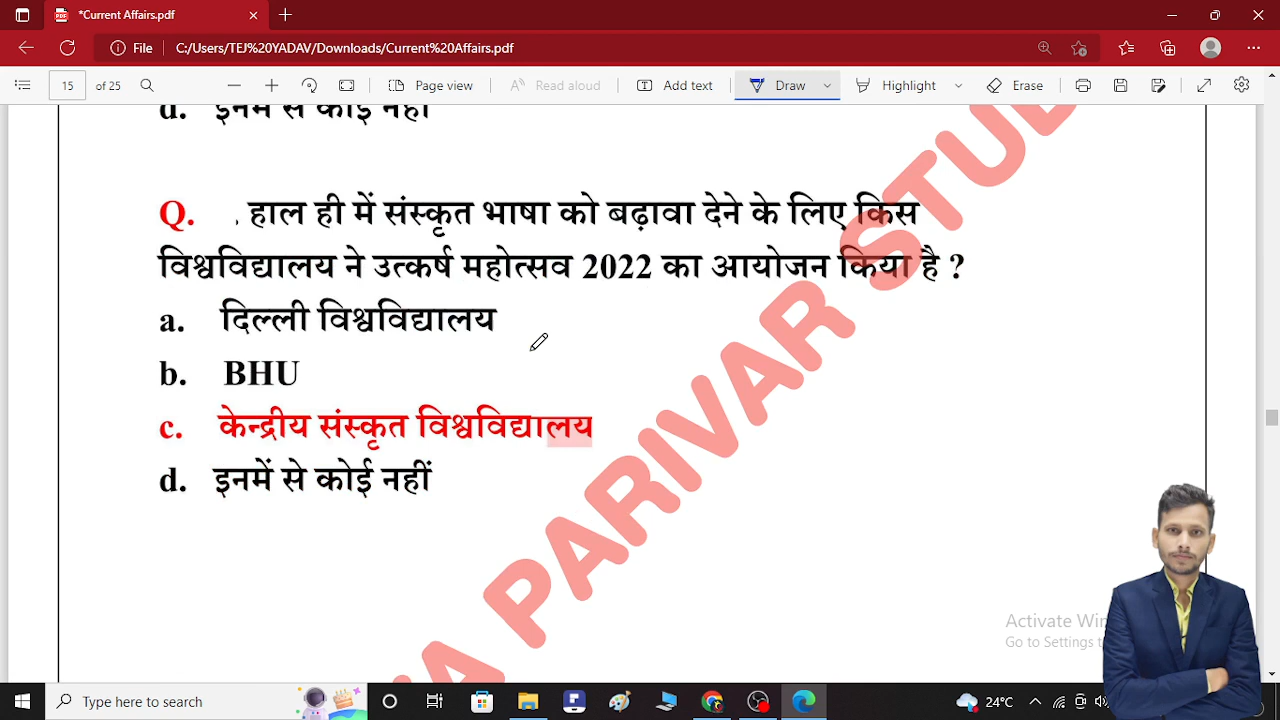 *Current Affairs.pdf
File C:/Users/TEJ%20YADAV/Downloads/Current%20Affairs.pdf
15 of 25 Page view Read aloud Add text Draw Highlight Erase
d. इनमें से कोई नहीं
Q. . हाल ही में संस्कृत भाषा को बढ़ावा देने के लिए किस
विश्वविद्यालय ने उत्कर्ष महोत्सव 2022 का आयोजन किया है ?
a. दिल्ली विश्वविद्यालय
b. BHU
c. केन्द्रीय संस्कृत विश्वविद्यालय
d. इनमें से कोई नहीं
PARIVAR
Activate
Go to Settings
Type here to search 24°C